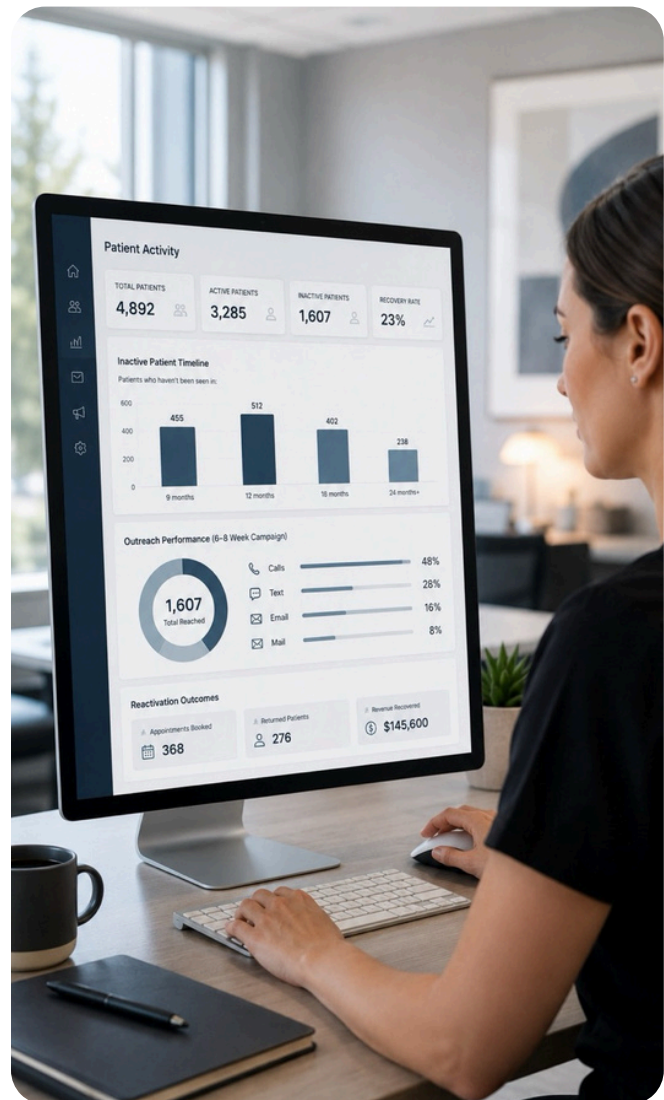 Patient Activity
TOTAL PATIENTS
4,892
ACTIVE PATIENTS
3,285
INACTIVE PATIENTS
1,607
RECOVERY RATE
23%
Inactive Patient Timeline
Patients who haven't been seen in:
600
400
200
0
455
512
402
238
9 months
12 months
18 months
24 months+
Outreach Performance (6–8 Week Campaign)
1,607
Total Reached
Calls
48%
Text
28%
Email
16%
Mail
8%
Reactivation Outcomes
Appointments Booked
368
Returned Patients
276
Revenue Recovered
$145,600